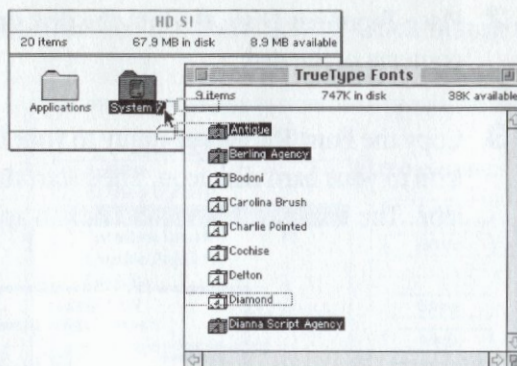 HD SI
20 items 67.9 MB in disk 8.9 MB available
Applications
System 7
TrueType Fonts
9 items 747K in disk 38K available
Antique
Berling Agency
Bodoni
Carolina Brush
Charlie Pointed
Cochise
Delton
Diamond
Dianna Script Agency